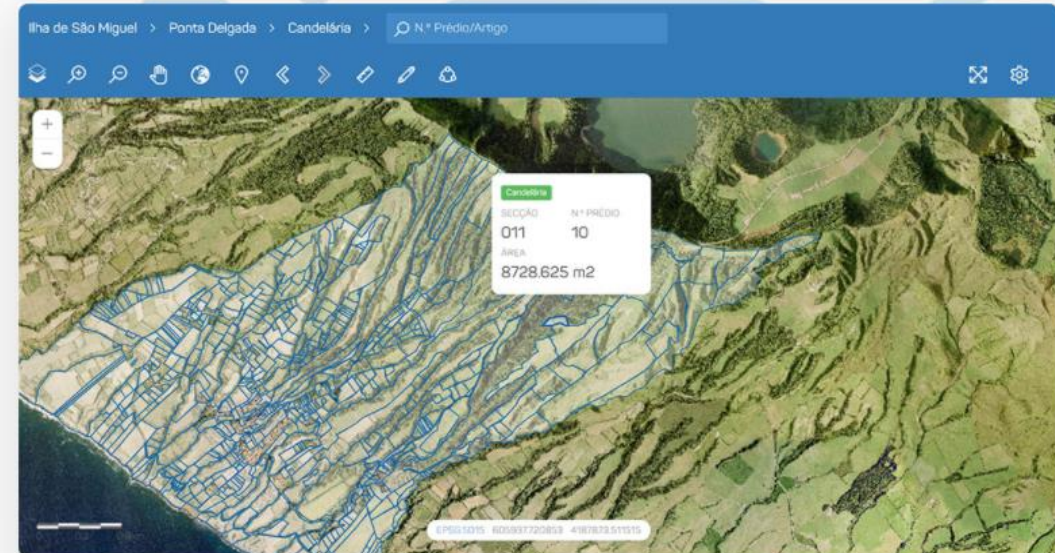 Ilha de São Miguel > Ponta Delgada > Candelária > N.º Prédio/Artigo
Candelária
SECÇÃO N.º PRÉDIO
011 10
ÁREA
8728.625 m2